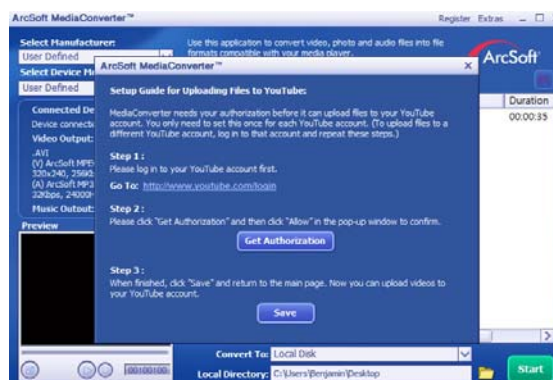 ArcSoft MediaConverter™
Register Extras
Select Manufacturer:
User Defined
Use this application to convert video, photo and audio files into file
formats compatible with your media player.
ArcSoft
Select Device Mo
User Defined
ArcSoft MediaConverter™ X
Setup Guide for Uploading Files to YouTube:
MediaConverter needs your authorization before it can upload files to your YouTube
account. You only need to set this once for each YouTube account. (To upload files to a
different YouTube account, log in to that account and repeat these steps.)
Step 1 :
Please log in to your YouTube account first.
Go To: http://www.youtube.com/login
Step 2 :
Please click "Get Authorization" and then click "Allow" in the pop-up window to confirm.
Get Authorization
Step 3 :
When finished, click "Save" and return to the main page. Now you can upload videos to
your YouTube account.
Save
Duration
00:00:35
Connected De
Device connecti
Video Output:
.AVI
(V) ArcSoft MPE
320x240, 256Kb
(A) ArcSoft MP3
32Kbps, 24000H
Music Output:
Preview
00:00:00
Convert To: Local Disk
Local Directory: C:\Users\Benjamin\Desktop
Start